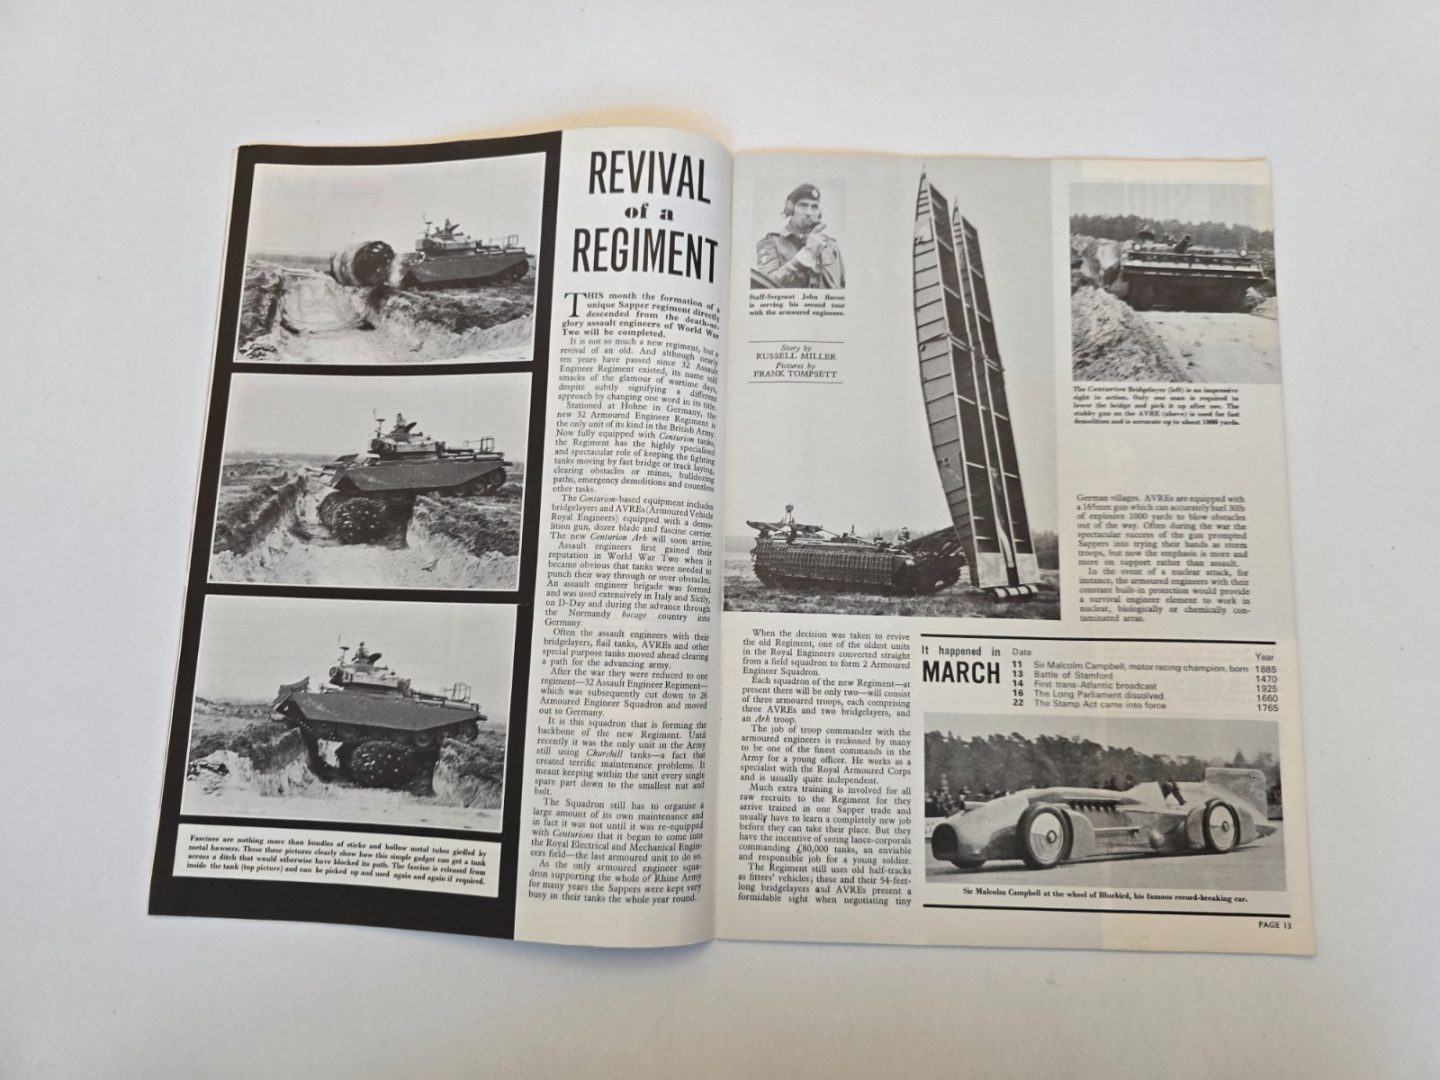 REVIVAL
of a
REGIMENT
THIS month the formation of a
unique Sapper regiment directly
descended from the death-or-
glory assault engineers of World War
Two will be completed.
It is not so much a new regiment, but a
revival of an old. And although nearly
ten years have passed since 32 Assault
Engineer Regiment existed, its name still
smacks of the glamour of wartime days,
despite subtly signifying a different
approach by changing one word in its title.
Stationed at Hohne in Germany, the
new 32 Armoured Engineer Regiment is
the only unit of its kind in the British Army.
Now fully equipped with Centurion tanks,
the Regiment has the highly specialised
and spectacular role of keeping the fighting
tanks moving by fast bridge or track laying,
clearing obstacles or mines, bulldozing
paths, emergency demolitions and countless
other tasks.
The Centurion-based equipment includes
bridgelayers and AVREs (Armoured Vehicle
Royal Engineers) equipped with a demo-
lition gun, dozer blade and fascine carrier.
The new Centurion Ark will soon arrive.
Assault engineers first gained their
reputation in World War Two when it
became obvious that tanks were needed to
punch their way through or over obstacles.
An assault engineer brigade was formed
and was used extensively in Italy and Sicily,
on D-Day and during the advance through
the Normandy bocage country into
Germany.
Often the assault engineers with their
bridgelayers, flail tanks, AVREs and other
special purpose tanks moved ahead clearing
a path for the advancing army.
After the war they were reduced to one
regiment—32 Assault Engineer Regiment—
which was subsequently cut down to 26
Armoured Engineer Squadron and moved
out to Germany.
It is this squadron that is forming the
backbone of the new Regiment. Until
recently it was the only unit in the Army
still using Churchill tanks—a fact that
created terrific maintenance problems. It
meant keeping within the unit every single
spare part down to the smallest nut and
bolt.
The Squadron still has to organise a
large amount of its own maintenance and
in fact it was not until it was re-equipped
with Centurions that it began to come into
the Royal Electrical and Mechanical Engin-
eers field—the last armoured unit to do so.
As the only armoured engineer squa-
dron supporting the whole of Rhine Army
for many years the Sappers were kept very
busy in their tanks the whole year round.
Fascines are nothing more than bundles of sticks and hollow metal tubes girdled by
metal hawsers. These three pictures clearly show how this simple gadget can get a tank
across a ditch that would otherwise have blocked its path. The fascine is released from
inside the tank (top picture) and can be picked up and used again and again if required.
Staff-Sergeant John Bacon
is serving his second tour
with the armoured engineers.
Story by
RUSSELL MILLER
Pictures by
FRANK TOMPSETT
When the decision was taken to revive
the old Regiment, one of the oldest units
in the Royal Engineers converted straight
from a field squadron to form 2 Armoured
Engineer Squadron.
Each squadron of the new Regiment—at
present there will be only two—will consist
of three armoured troops, each comprising
three AVREs and two bridgelayers, and
an Ark troop.
The job of troop commander with the
armoured engineers is reckoned by many
to be one of the finest commands in the
Army for a young officer. He works as a
specialist with the Royal Armoured Corps
and is usually quite independent.
Much extra training is involved for all
raw recruits to the Regiment for they
arrive trained in one Sapper trade and
usually have to learn a completely new job
before they can take their place. But they
have the incentive of seeing lance-corporals
commanding £80,000 tanks, an enviable
and responsible job for a young soldier.
The Regiment still uses old half-tracks
as fitters' vehicles; these and their 54-feet-
long bridgelayers and AVREs present a
formidable sight when negotiating tiny
The Centurion Bridgelayer (left) is an impressive
sight in action. Only one man is required to
lower the bridge and pick it up after use. The
stubby gun on the AVRE (above) is used for fast
demolition and is accurate up to about 1000 yards.
German villages. AVREs are equipped with
a 165mm gun which can accurately hurl 30lb
of explosive 1000 yards to blow obstacles
out of the way. Often during the war the
spectacular success of the gun prompted
Sappers into trying their hands as storm
troops, but now the emphasis is more and
more on support rather than assault.
In the event of a nuclear attack, for
instance, the armoured engineers with their
constant built-in protection would provide
a survival engineer element to work in
nuclear, biologically or chemically con-
taminated areas.
It happened in
MARCH
Date Year
11 Sir Malcolm Campbell, motor racing champion, born 1885
13 Battle of Stamford 1470
14 First trans-Atlantic broadcast 1925
16 The Long Parliament dissolved 1660
22 The Stamp Act came into force 1765
Sir Malcolm Campbell at the wheel of Bluebird, his famous record-breaking car.
PAGE 13